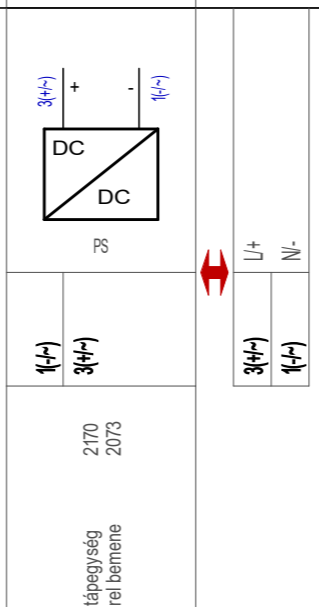 3(+/~)
+
-
1(-/~)
DC
DC
PS
1(-/~)
3(+/~)
2170
2073
tápegység
rel bemene
L/+
N/-
3(+/~)
1(-/~)